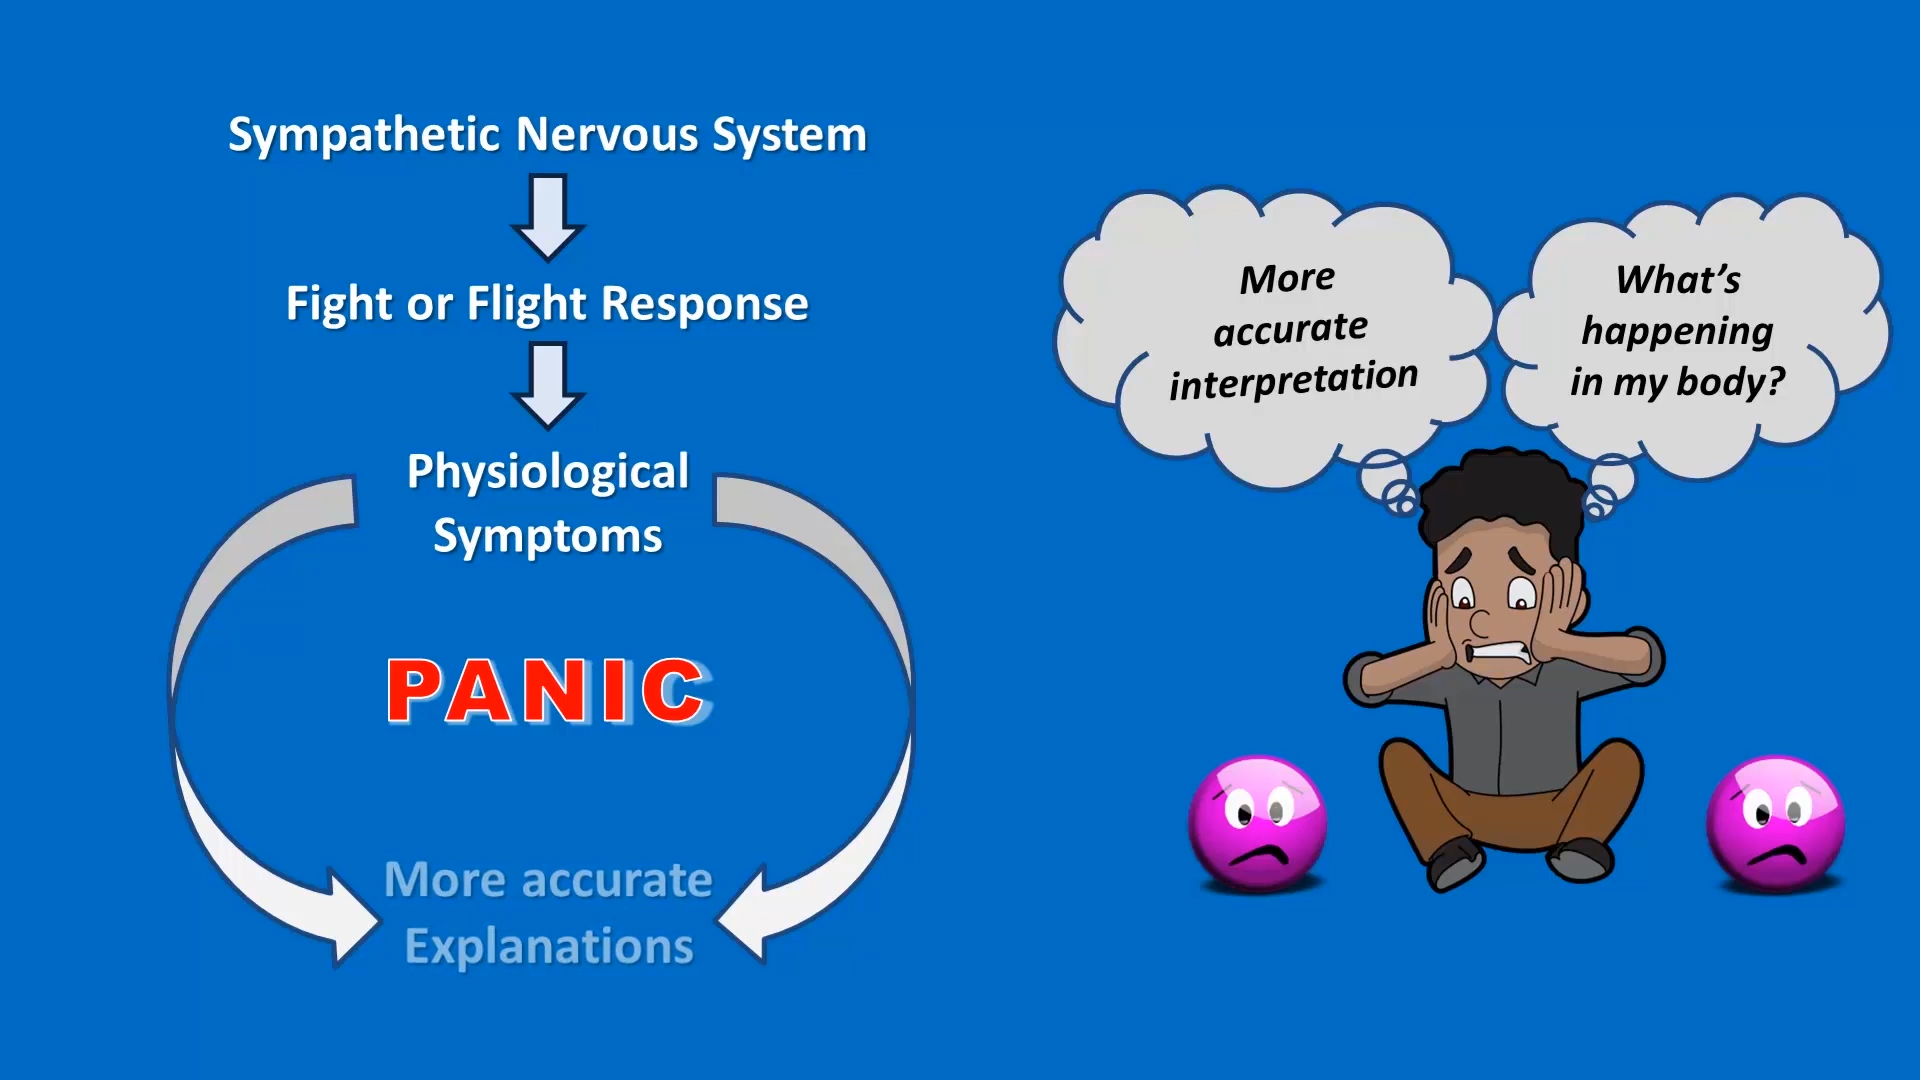 Sympathetic Nervous System
Fight or Flight Response
Physiological
Symptoms
PANIC
More accurate
Explanations
More
accurate
interpretation
What's
happening
in my body?